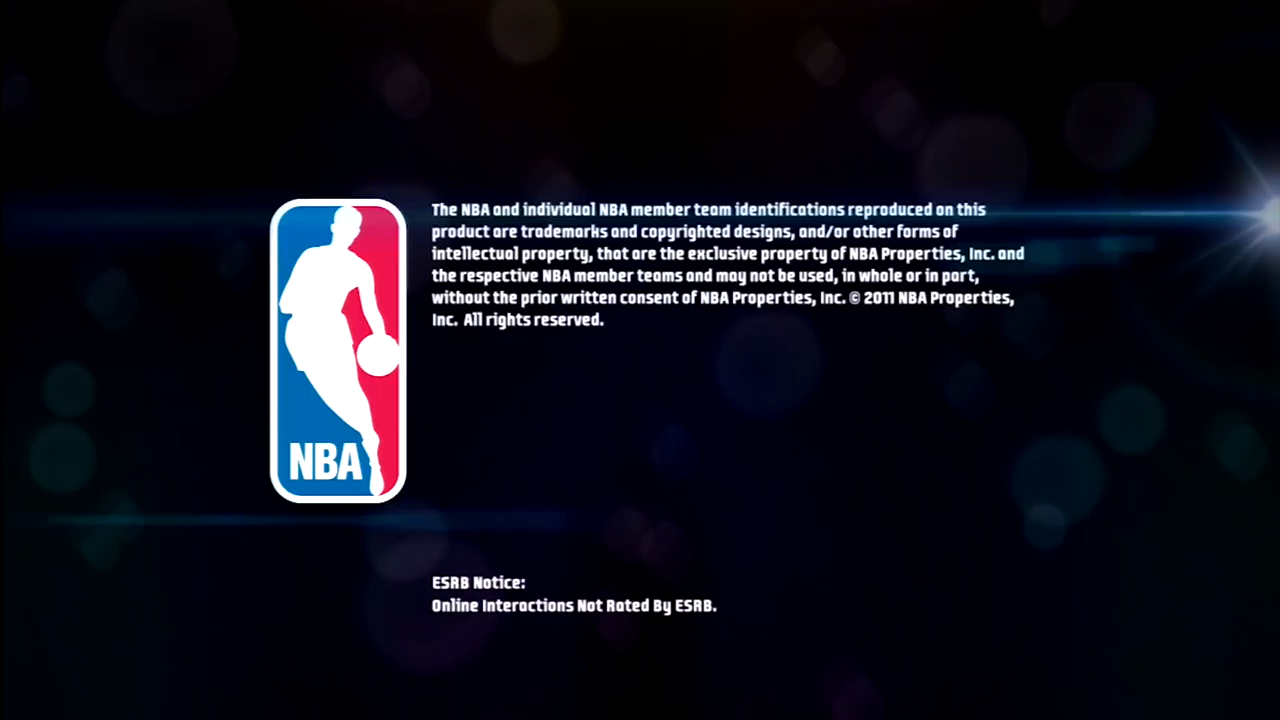 The NBA and individual NBA member team identifications reproduced on this
product are trademarks and copyrighted designs, and/or other forms of
intellectual property, that are the exclusive property of NBA Properties, Inc. and
the respective NBA member teams and may not be used, in whole or in part,
without the prior written consent of NBA Properties, Inc. © 2011 NBA Properties,
Inc. All rights reserved.
NBA
ESRB Notice:
Online Interactions Not Rated By ESRB.